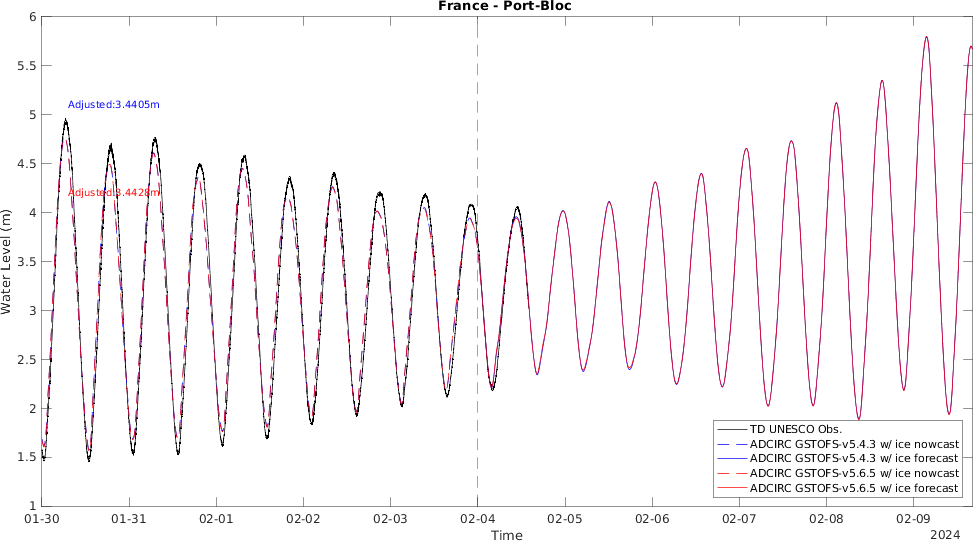 France - Port-Bloc
6
5.5
5
4.5
4
3.5
3
2.5
2
1.5
1
Water Level (m)
Adjusted:3.4405m
Adjusted:3.4428m
TD UNESCO Obs.
ADCIRC GSTOFS-v5.4.3 w/ ice nowcast
ADCIRC GSTOFS-v5.4.3 w/ ice forecast
ADCIRC GSTOFS-v5.6.5 w/ ice nowcast
ADCIRC GSTOFS-v5.6.5 w/ ice forecast
01-30 01-31 02-01 02-02 02-03 02-04 02-05 02-06 02-07 02-08 02-09
Time
2024